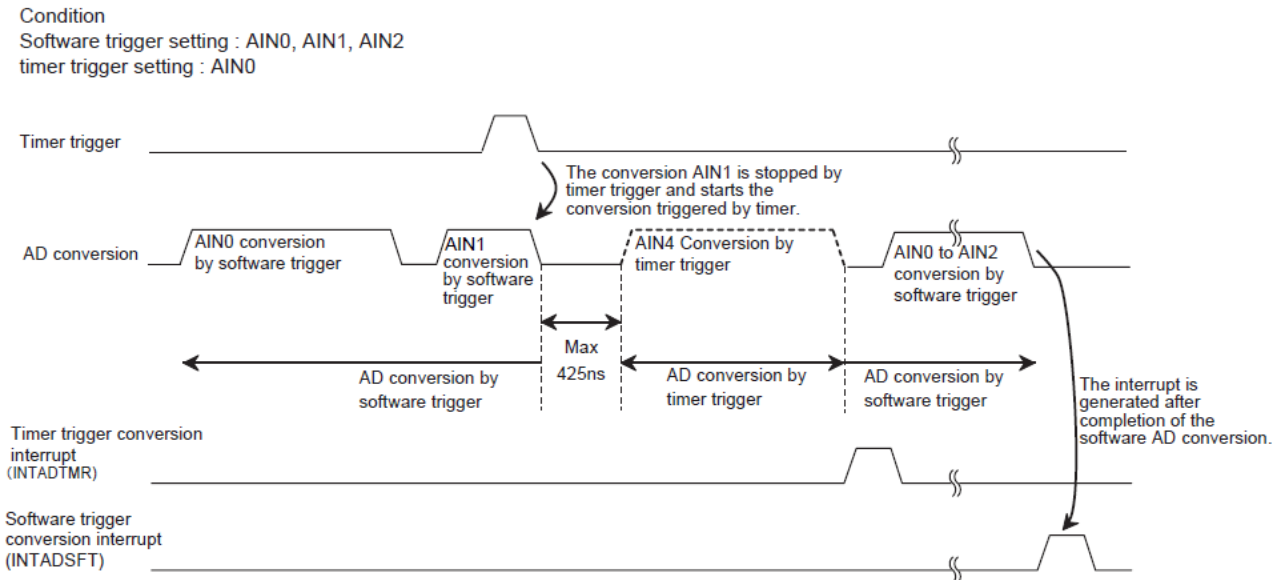 Condition
Software trigger setting : AIN0, AIN1, AIN2
timer trigger setting : AIN0
Timer trigger
The conversion AIN1 is stopped by
timer trigger and starts the
conversion triggered by timer.
AD conversion
AIN0 conversion
by software trigger
AIN1
conversion
by software
trigger
AIN4 Conversion by
timer trigger
AIN0 to AIN2
conversion by
software trigger
Max
425ns
AD conversion by
software trigger
AD conversion by
timer trigger
AD conversion by
software trigger
The interrupt is
generated after
completion of the
software AD conversion.
Timer trigger conversion
interrupt
(INTADTMR)
Software trigger
conversion interrupt
(INTADSFT)